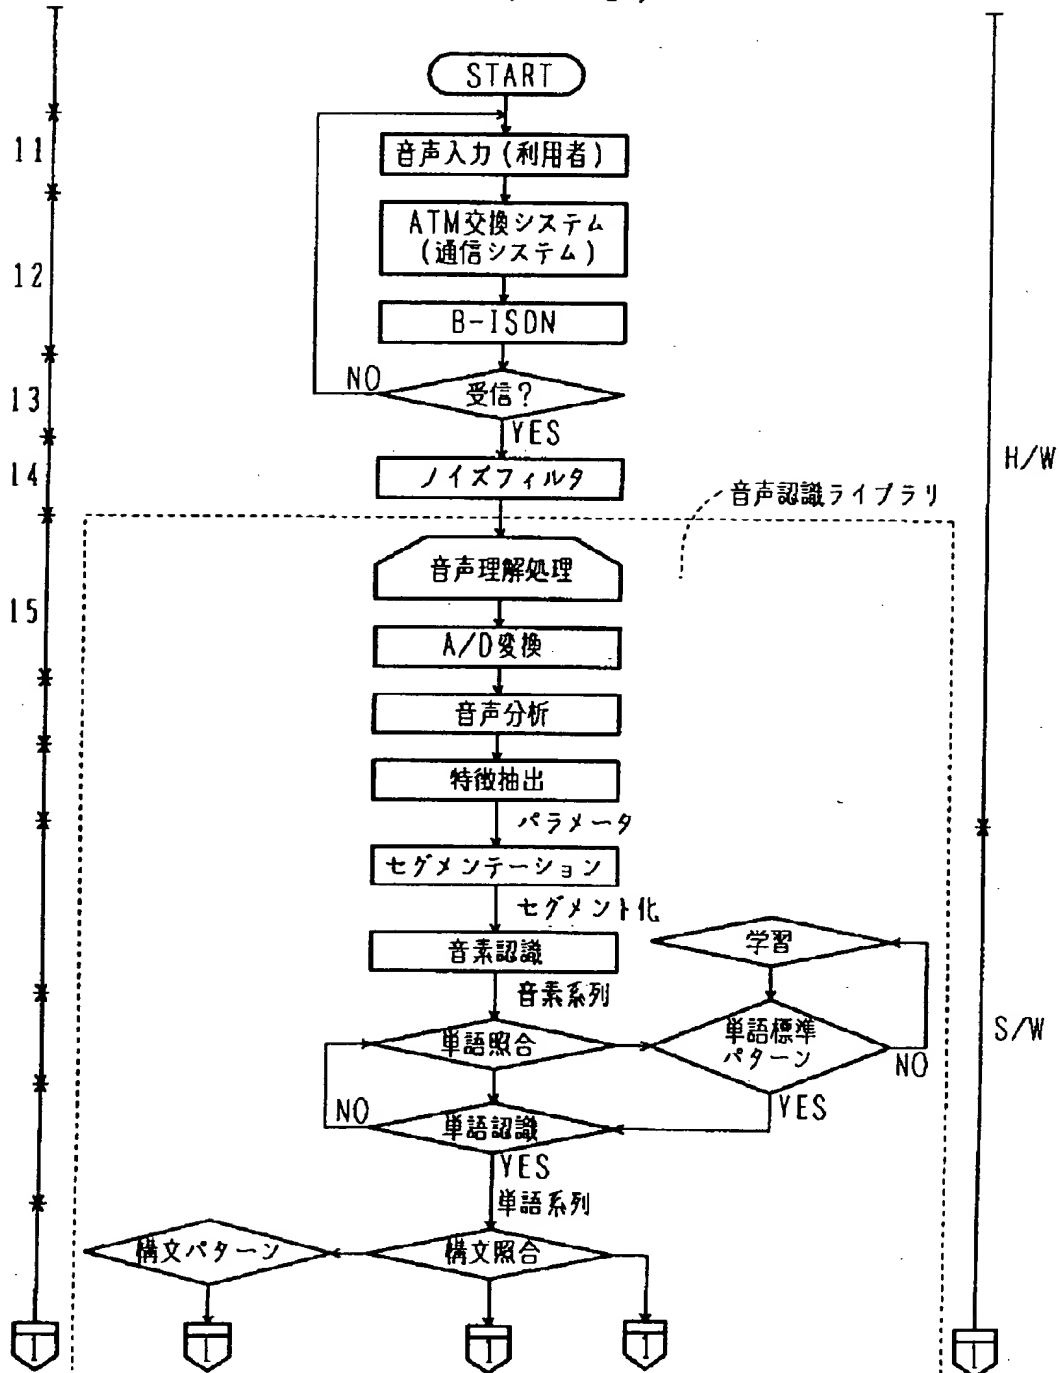 START
11
音声入力(利用者)
ATM交換システム
(通信システム)
12
B-ISDN
NO
13
受信?
YES
H/W
14
ノイズフィルタ
音声認識ライブラリ
音声理解処理
15
A/D変換
音声分析
特徴抽出
パラメータ
セグメンテーション
セグメント化
学習
音素認識
音素系列
単語標準
パターン
S/W
単語照合
NO
YES
NO
単語認識
YES
単語系列
構文パターン
構文照合
I
I
I
I
I